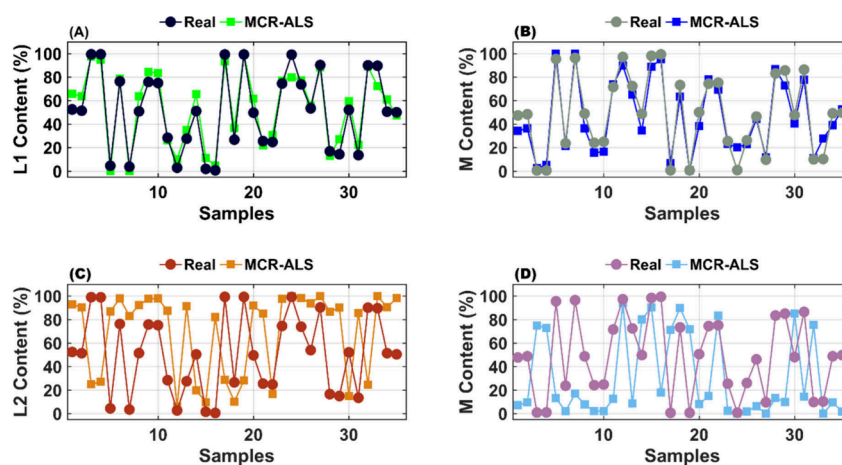 Real MCR-ALS
(A)
L1 Content (%)
100
80
60
40
20
0
10 20 30
Samples
Real MCR-ALS
(B)
M Content (%)
100
80
60
40
20
0
10 20 30
Samples
Real MCR-ALS
(C)
L2 Content (%)
100
80
60
40
20
0
10 20 30
Samples
Real MCR-ALS
(D)
M Content (%)
100
80
60
40
20
0
10 20 30
Samples